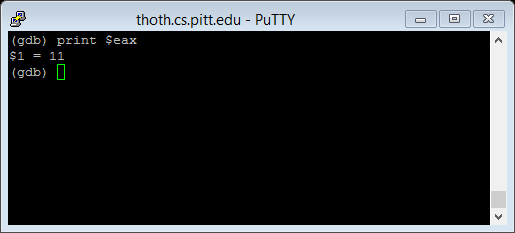 thoth.cs.pitt.edu - PuTTY
(gdb) print $eax
$1 = 11
(gdb)